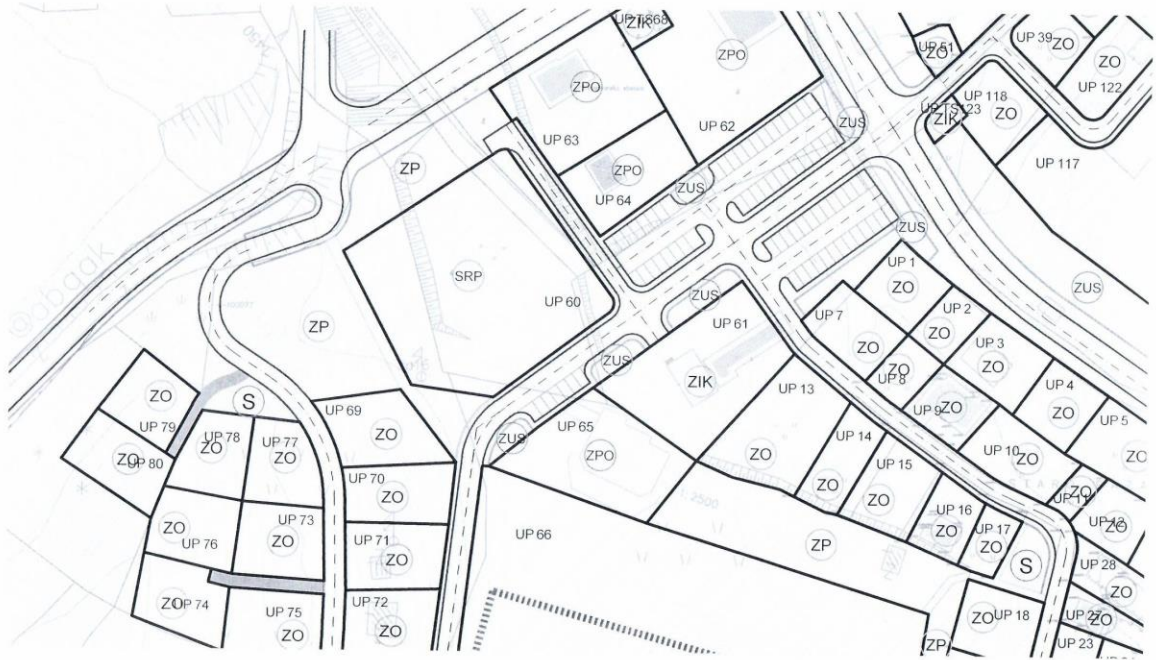 UP TS68
ZIK
UP 39
ZO
UP 51
ZO
ZO
ZPO
ZPO
UP 122
UP 118
UP TS123
ZIK
ZO
ZUS
UP 63
UP 62
ZP
ZPO
UP 117
UP 64
ZUS
ZUS
UP 1
SRP
ZO
ZUS
UP 60
ZUS
UP 2
UP 61
UP 7
ZP
ZO
UP 3
ZO
ZUS
ZO
ZO
UP 8
UP 4
ZIK
UP 13
ZO
S
UP 69
UP 9
ZO
ZO
UP 5
UP 79
UP 78
UP 77
ZO
ZUS
UP 65
UP 14
ZO
ZO
ZPO
ZO
UP 10
ZO
ZO
UP 80
UP 15
UP 70
ZO
ZO
ZO
ZO
UP 11
1:2500
UP 73
UP 16
UP 12
ZO
ZO
UP 76
ZO
UP 71
UP 66
ZP
ZO
UP 17
ZO
ZO
S
UP 28
ZO
ZO
UP 74
UP 72
UP 75
ZO
ZO
ZO
UP 18
UP 27
ZO
ZP
UP 23